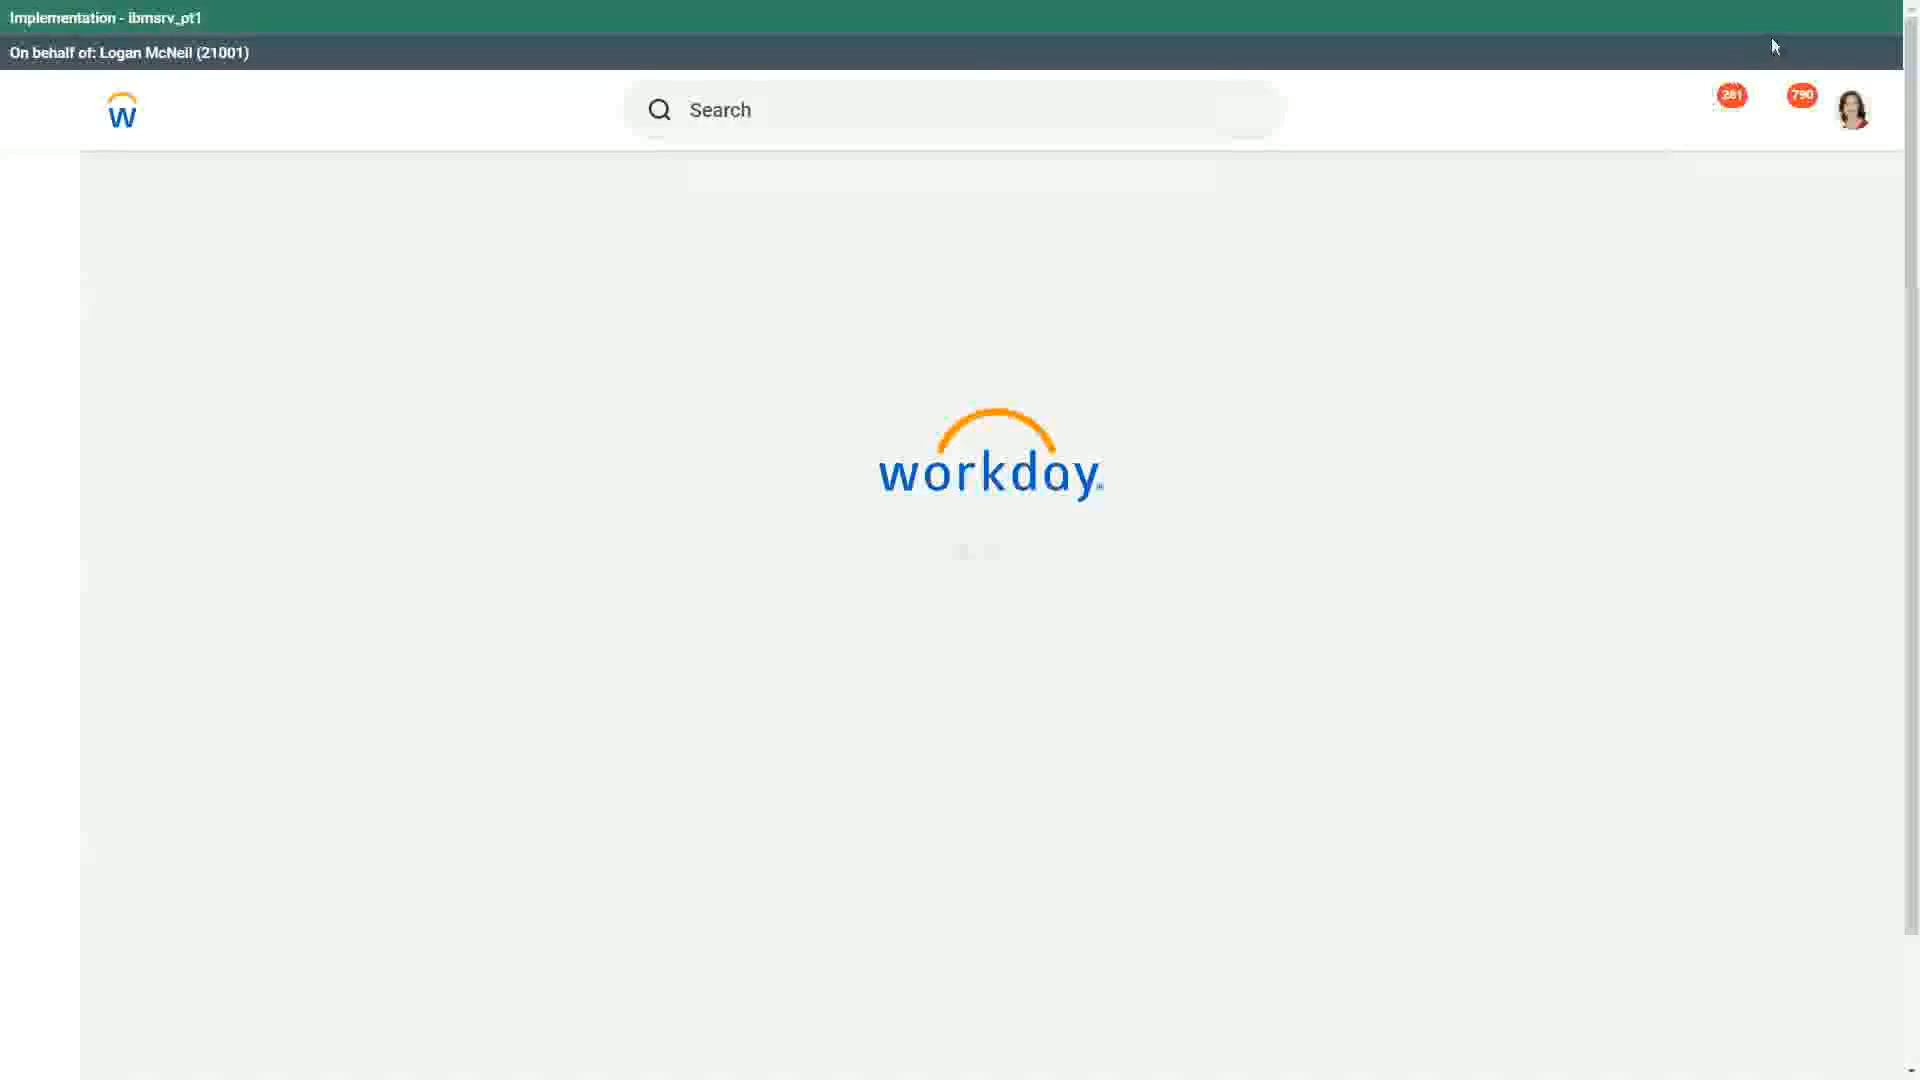 Implementation - ibmsrv_pt1
On behalf of: Logan McNeil (21001)
W
Search
281
790
workday.